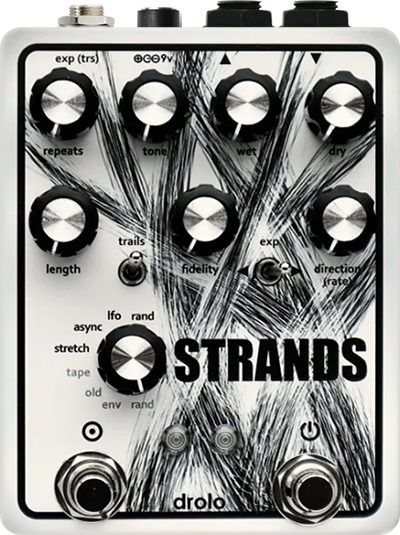 exp (trs)
⊕⊖⊖9v
repeats
tone
wet
dry
length
trails
fidelity
exp
direction
(rate)
lfo
rand
async
stretch
tape
old
env
rand
STRANDS
drolo